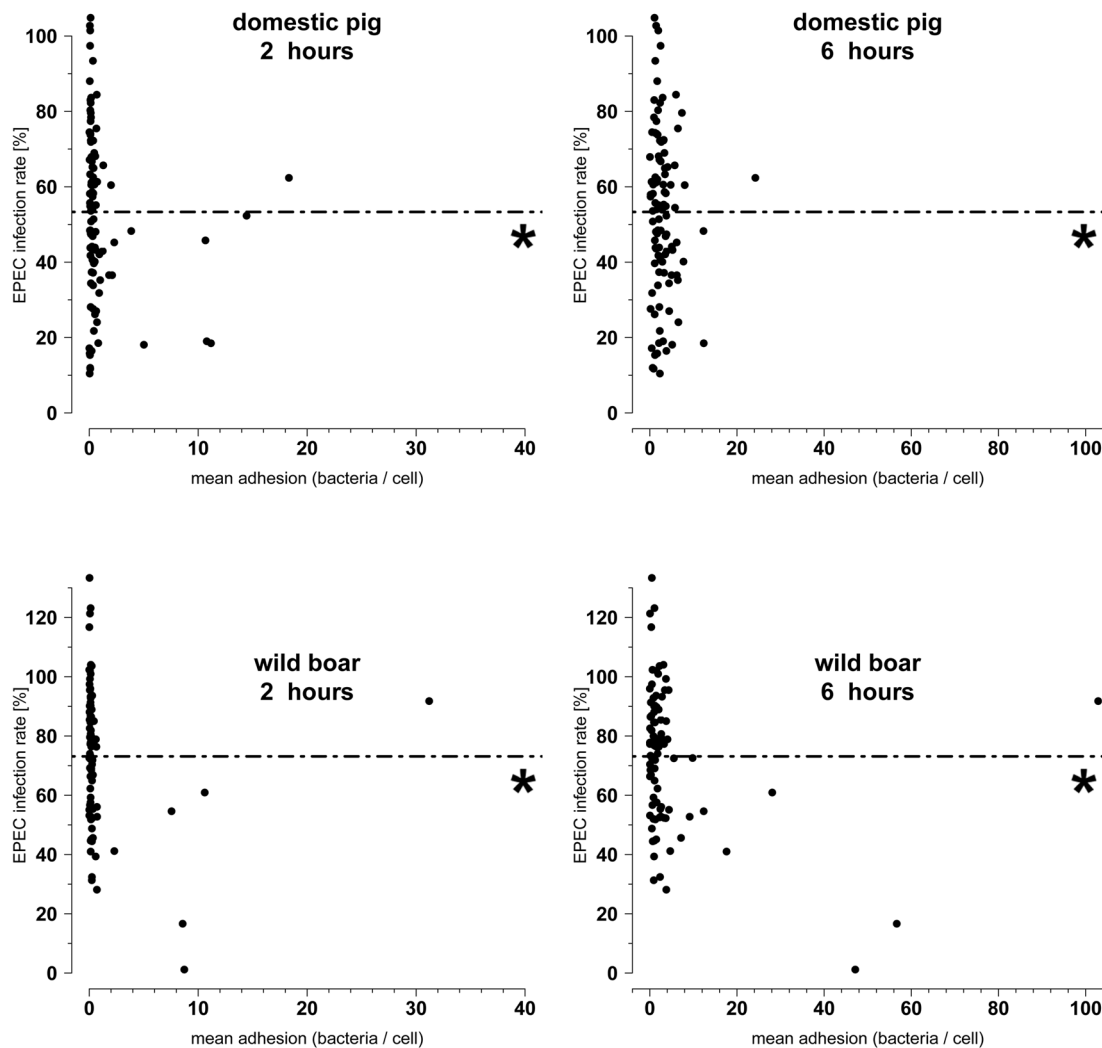 domestic pig
2 hours
EPEC infection rate [%]
100
80
60
40
20
0
*
0 10 20 30 40
mean adhesion (bacteria / cell)
domestic pig
6 hours
EPEC infection rate [%]
100
80
60
40
20
0
*
0 20 40 60 80 100
mean adhesion (bacteria / cell)
wild boar
2 hours
EPEC infection rate [%]
120
100
80
60
40
20
0
*
0 10 20 30 40
mean adhesion (bacteria / cell)
wild boar
6 hours
EPEC infection rate [%]
120
100
80
60
40
20
0
*
0 20 40 60 80 100
mean adhesion (bacteria / cell)